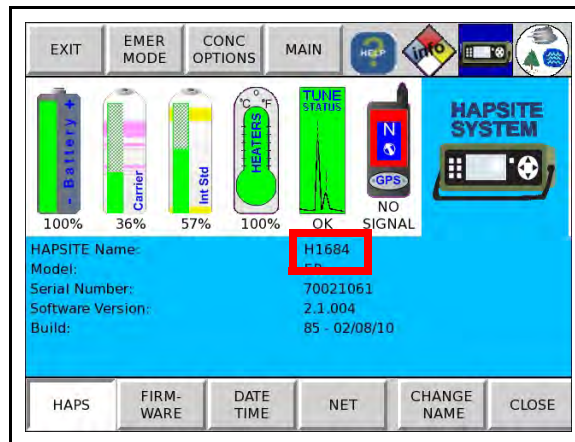 EXIT
EMER MODE
CONC OPTIONS
MAIN
HELP
info
- Battery +
Carrier
Int Std
°C °F
HEATERS
TUNE STATUS
N
GPS
HAPSITE SYSTEM
100%
36%
57%
100%
OK
NO SIGNAL
HAPSITE Name: H1684
Model:
Serial Number: 70021061
Software Version: 2.1.004
Build: 85 - 02/08/10
HAPS
FIRM-WARE
DATE TIME
NET
CHANGE NAME
CLOSE